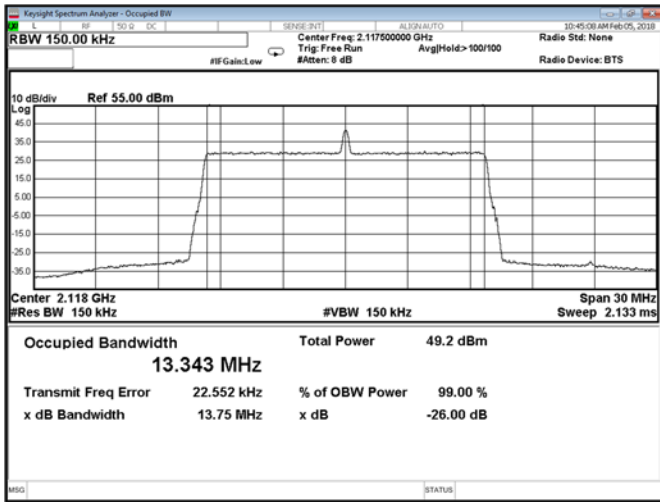 Keysight Spectrum Analyzer - Occupied BW
L RF 50 Ω DC SENSE:INT ALIGN AUTO 10:45:08 AM Feb 05, 2018
RBW 150.00 kHz Center Freq: 2.117500000 GHz Radio Std: None
Trig: Free Run Avg|Hold:> 100/100
#IFGain:Low #Atten: 8 dB Radio Device: BTS
10 dB/div Ref 55.00 dBm
Log
45.0
35.0
25.0
15.0
5.00
-5.00
-15.0
-25.0
-35.0
Center 2.118 GHz Span 30 MHz
#Res BW 150 kHz #VBW 150 kHz Sweep 2.133 ms
Occupied Bandwidth Total Power 49.2 dBm
13.343 MHz
Transmit Freq Error 22.552 kHz % of OBW Power 99.00 %
x dB Bandwidth 13.75 MHz x dB -26.00 dB
MSG STATUS